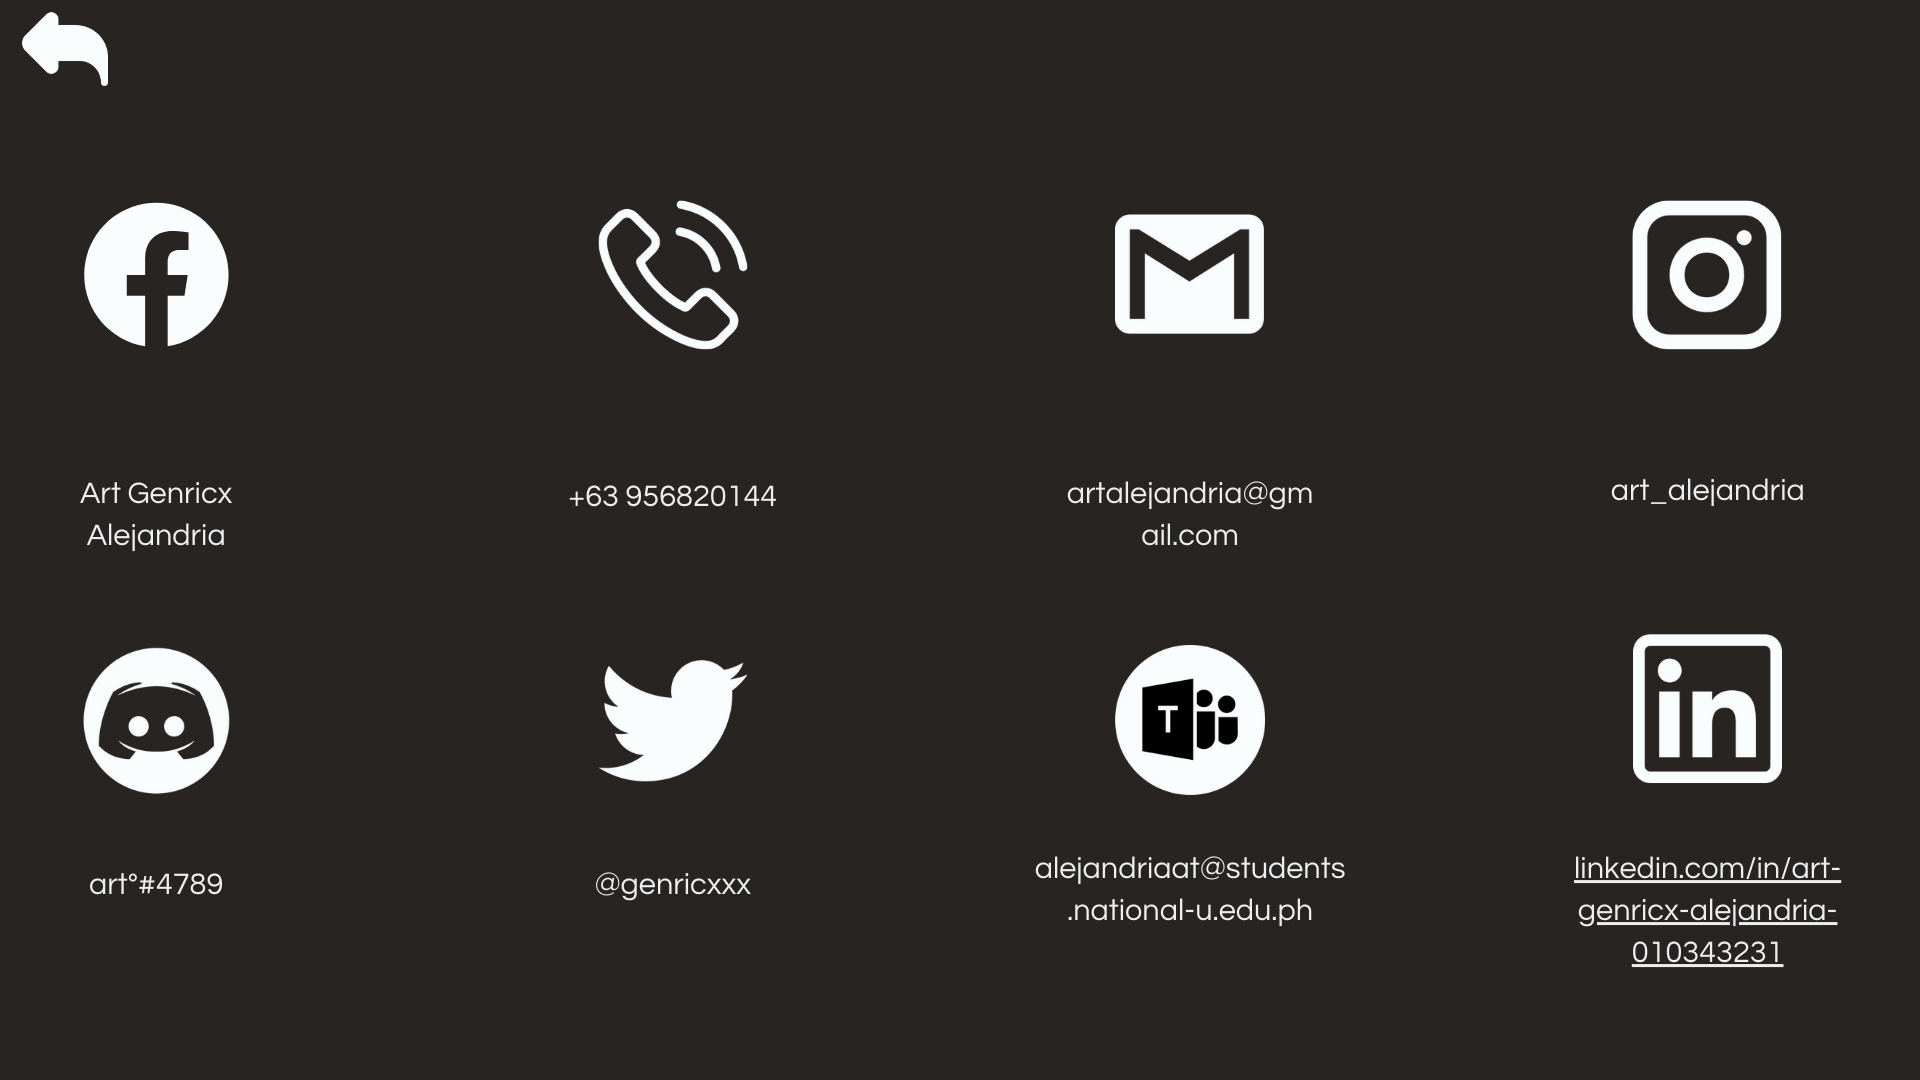 Art Genricx
Alejandria
+63 956820144
artalejandria@gm
ail.com
art_alejandria
art°#4789
@genricxxx
T
alejandriaat@students
.national-u.edu.ph
in
linkedin.com/in/art-
genricx-alejandria-
010343231